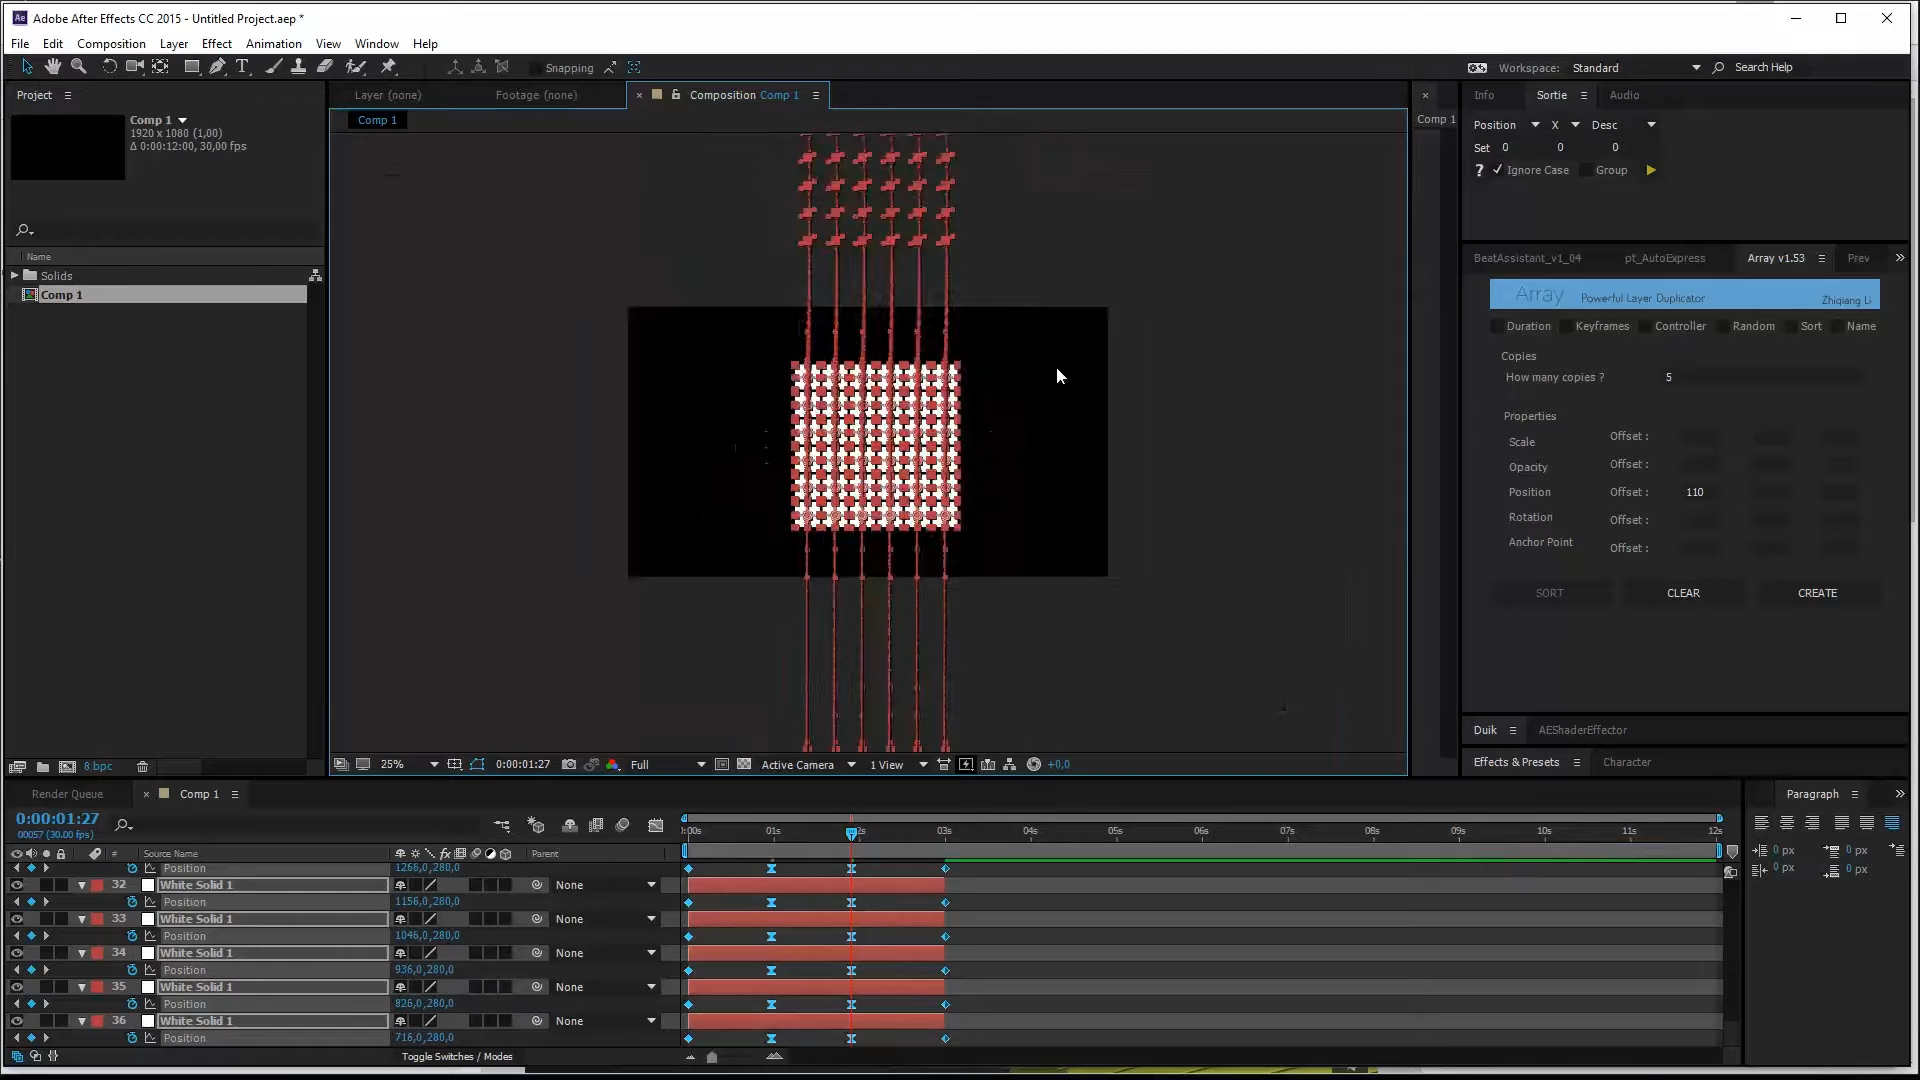 Adobe After Effects CC 2015 - Untitled Project.aep *
File Edit Composition Layer Effect Animation View Window Help
Snapping
Workspace: Standard
Search Help
Project
Layer (none) Footage (none) Composition Comp 1
Comp 1
Comp 1
1920 x 1080 (1,00)
Δ 0:00:12:00, 30,00 fps
Name
Solids
Comp 1
8 bpc
25% 0:00:01:27 Full Active Camera 1 View +0,0
Comp 1
Info Sortie Audio
Position X Desc
Set 0 0 0
? Ignore Case Group
BeatAssistant_v1_04 pt_AutoExpress Array v1.53 Prev
Array Powerful Layer Duplicator Zhiqiang Li
Duration Keyframes Controller Random Sort Name
Copies
How many copies ? 5
Properties
Scale Offset :
Opacity Offset :
Position Offset : 110
Rotation Offset :
Anchor Point Offset :
SORT CLEAR CREATE
Duik AEShaderEffector
Effects & Presets Character
Render Queue Comp 1
0:00:01:27
00057 (30.00 fps)
:00s 01s 2s 03s 04s 05s 06s 07s 08s 09s 10s 11s 12s
# Source Name fx Parent
Position 1266,0,280,0
32 White Solid 1 None
Position 1156,0,280,0
33 White Solid 1 None
Position 1046,0,280,0
34 White Solid 1 None
Position 936,0,280,0
35 White Solid 1 None
Position 826,0,280,0
36 White Solid 1 None
Position 716,0,280,0
Toggle Switches / Modes
Paragraph
0 px 0 px
0 px 0 px